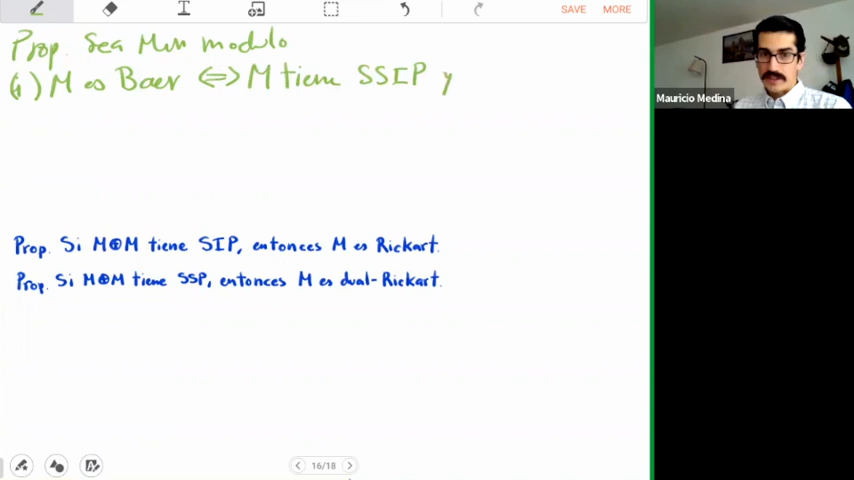 SAVE MORE
Prop. Sea M un modulo
(i) M es Baer ⟺ M tiene SSIP y
Prop. Si M⊕M tiene SIP, entonces M es Rickart.
Prop. Si M⊕M tiene SSP, entonces M es dual-Rickart.
16/18
Mauricio Medina